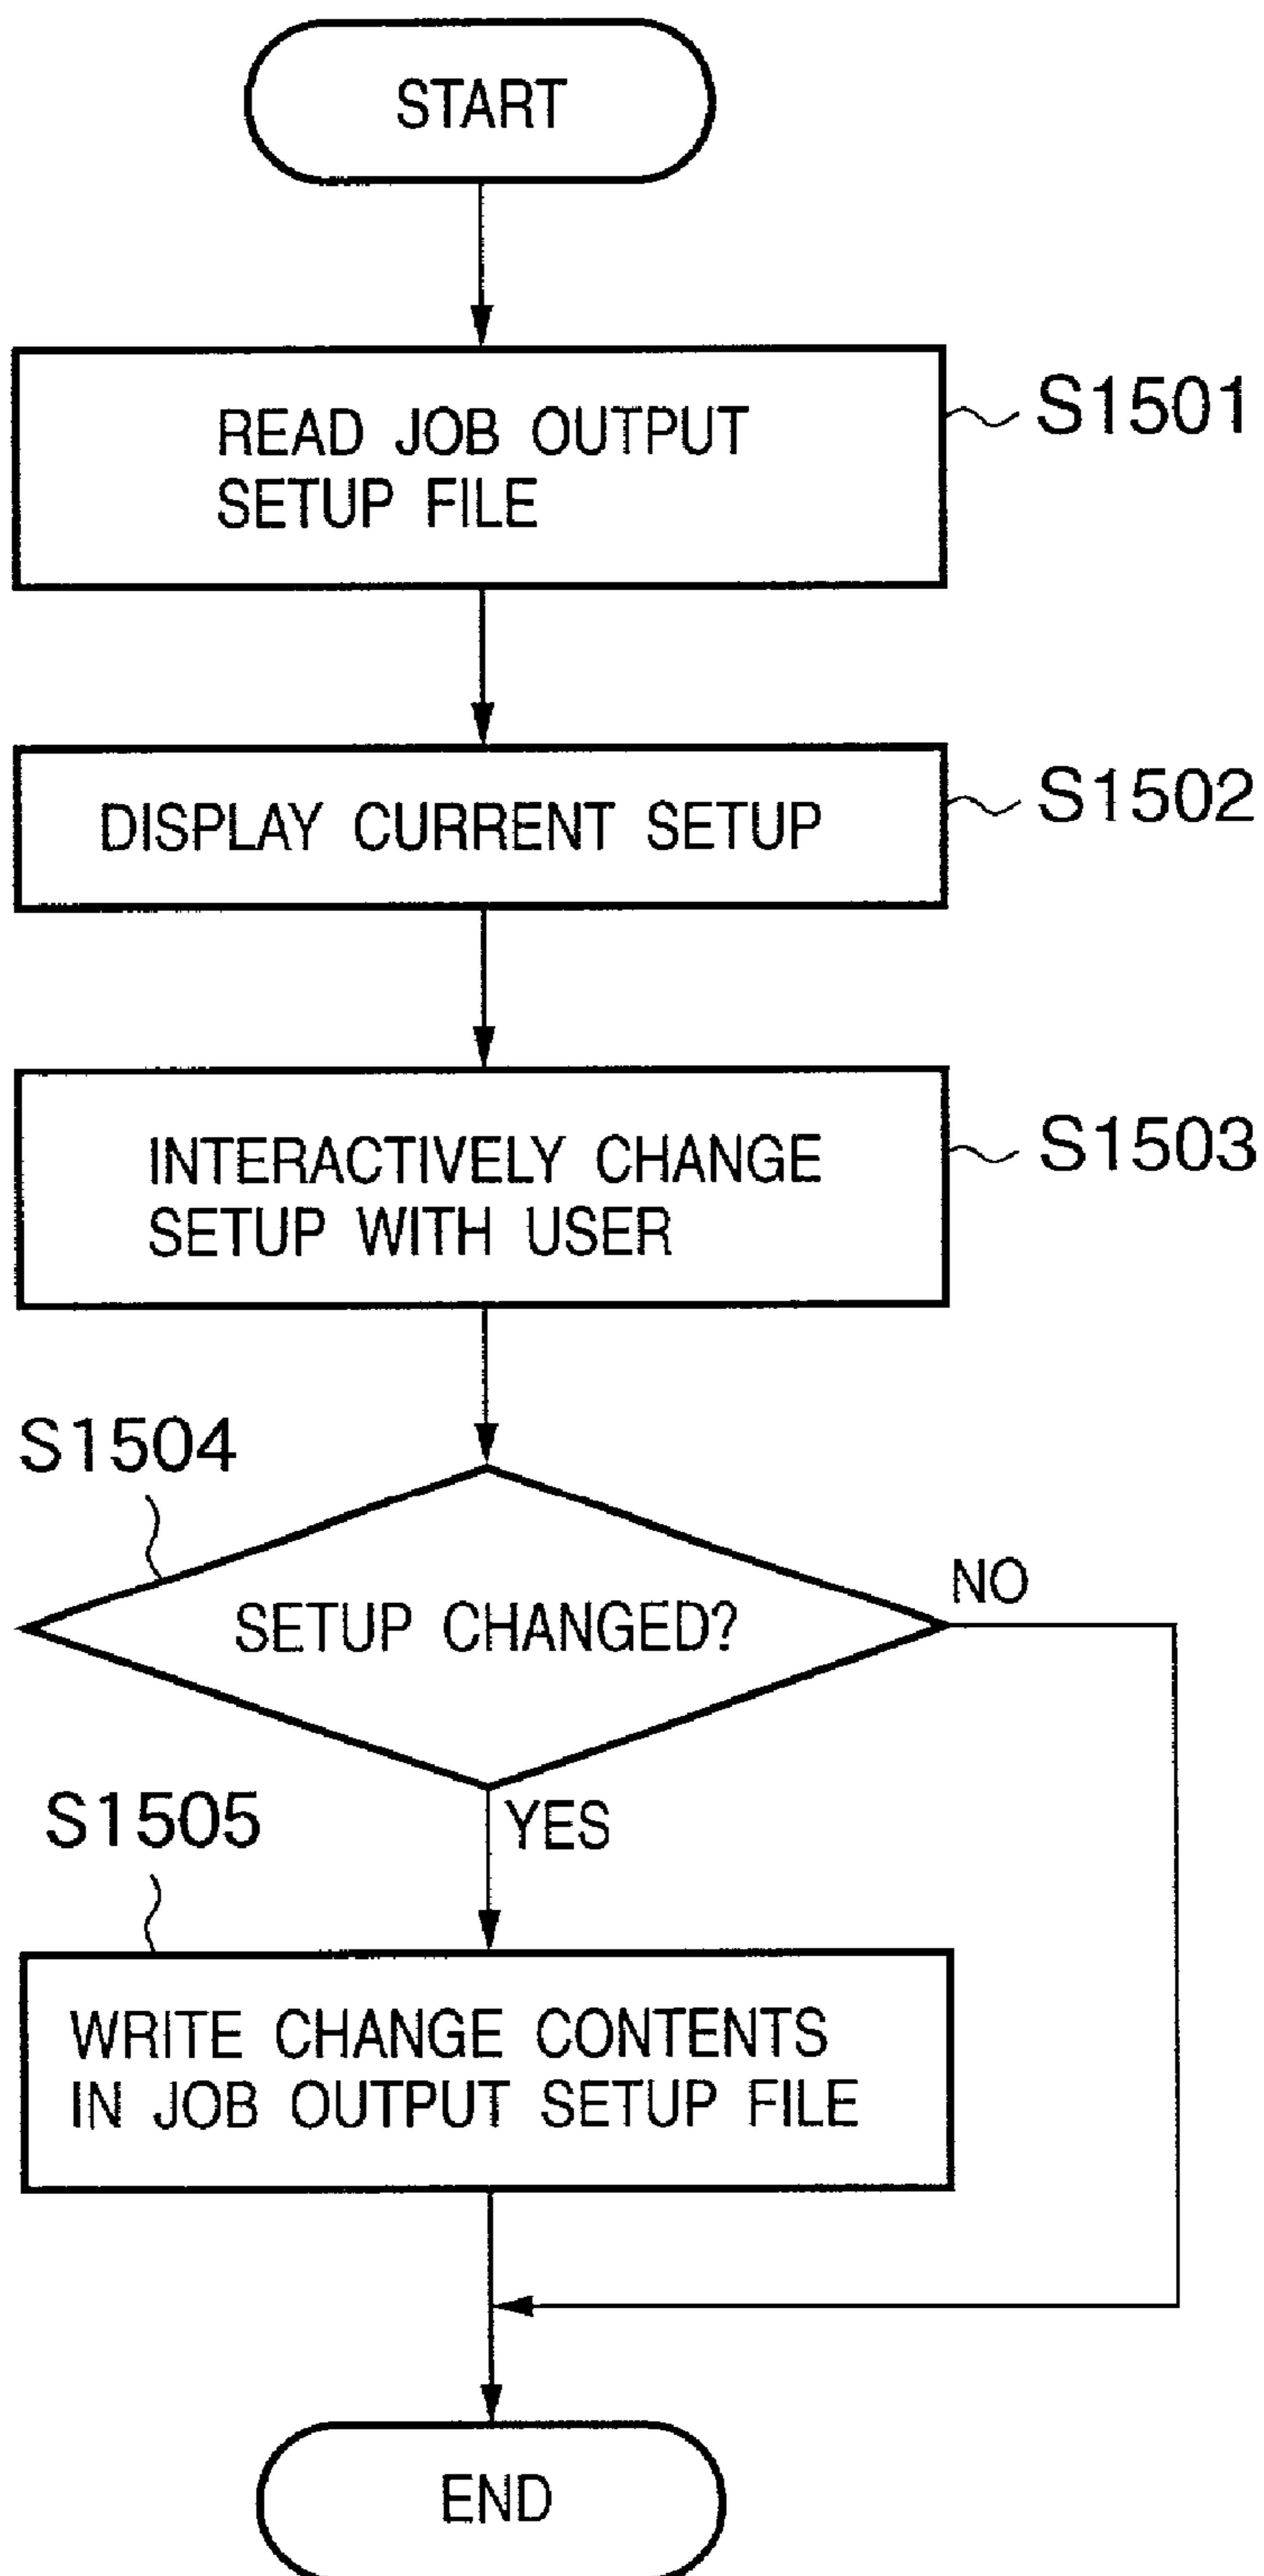 START
READ JOB OUTPUT
SETUP FILE
S1501
DISPLAY CURRENT SETUP
S1502
INTERACTIVELY CHANGE
SETUP WITH USER
S1503
S1504
SETUP CHANGED?
NO
YES
S1505
WRITE CHANGE CONTENTS
IN JOB OUTPUT SETUP FILE
END